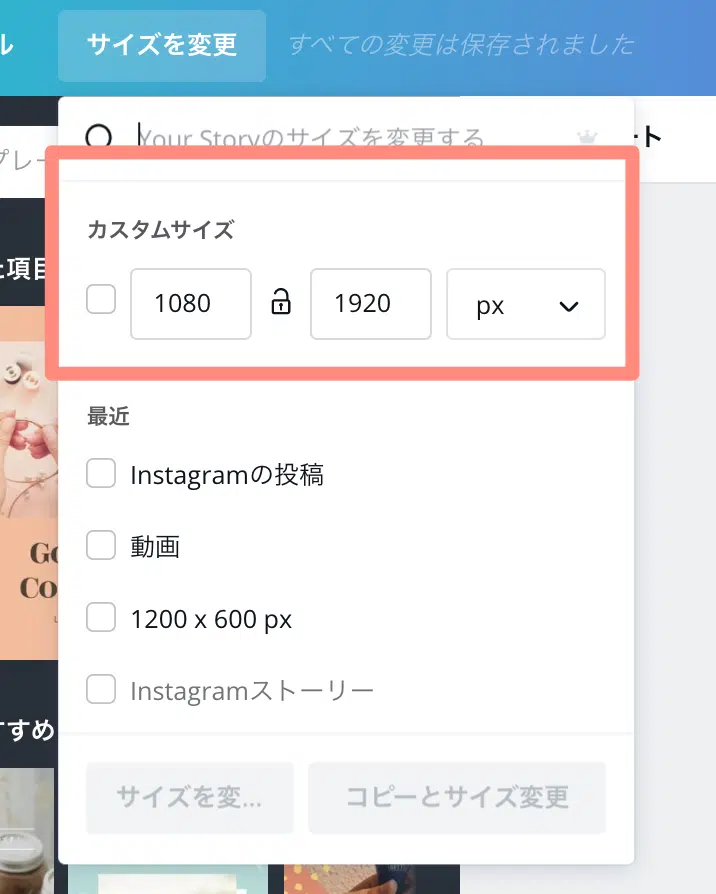 ル
サイズを変更
すべての変更は保存されました
Your Storyのサイズを変更する
ート
プレー
た項目
カスタムサイズ
1080
1920
px
最近
Instagramの投稿
動画
1200 x 600 px
Instagramストーリー
Go
Co
すすめ
サイズを変...
コピーとサイズ変更